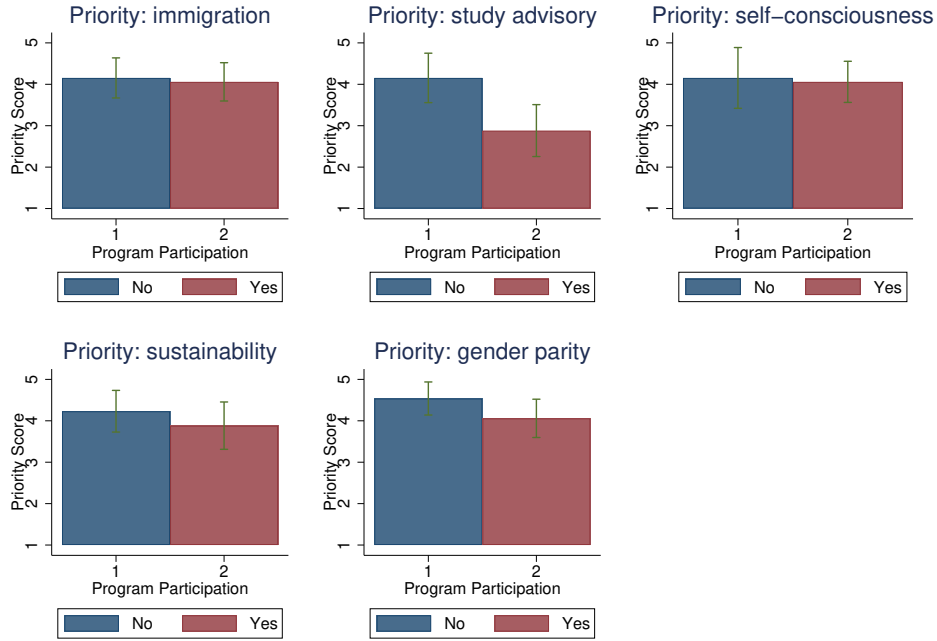 Priority: immigration
Priority Score
5
4
3
2
1
1 2
Program Participation
No Yes
Priority: study advisory
Priority Score
5
4
3
2
1
1 2
Program Participation
No Yes
Priority: self−consciousness
Priority Score
5
4
3
2
1
1 2
Program Participation
No Yes
Priority: sustainability
Priority Score
5
4
3
2
1
1 2
Program Participation
No Yes
Priority: gender parity
Priority Score
5
4
3
2
1
1 2
Program Participation
No Yes